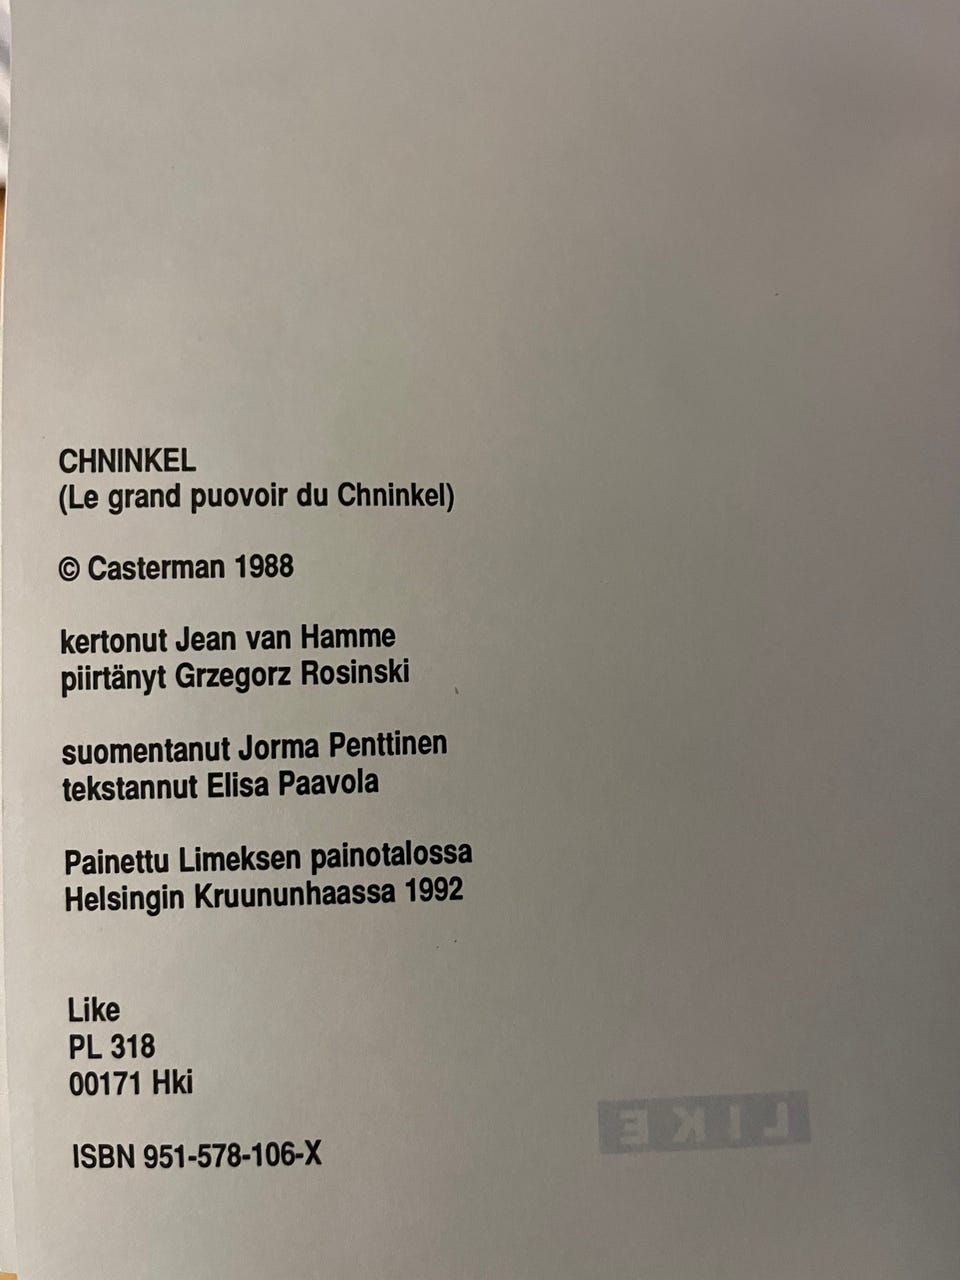 CHNINKEL
(Le grand puovoir du Chninkel)
© Casterman 1988
kertonut Jean van Hamme
piirtänyt Grzegorz Rosinski
suomentanut Jorma Penttinen
tekstannut Elisa Paavola
Painettu Limeksen painotalossa
Helsingin Kruununhaassa 1992
Like
PL 318
00171 Hki
LIKE
ISBN 951-578-106-X